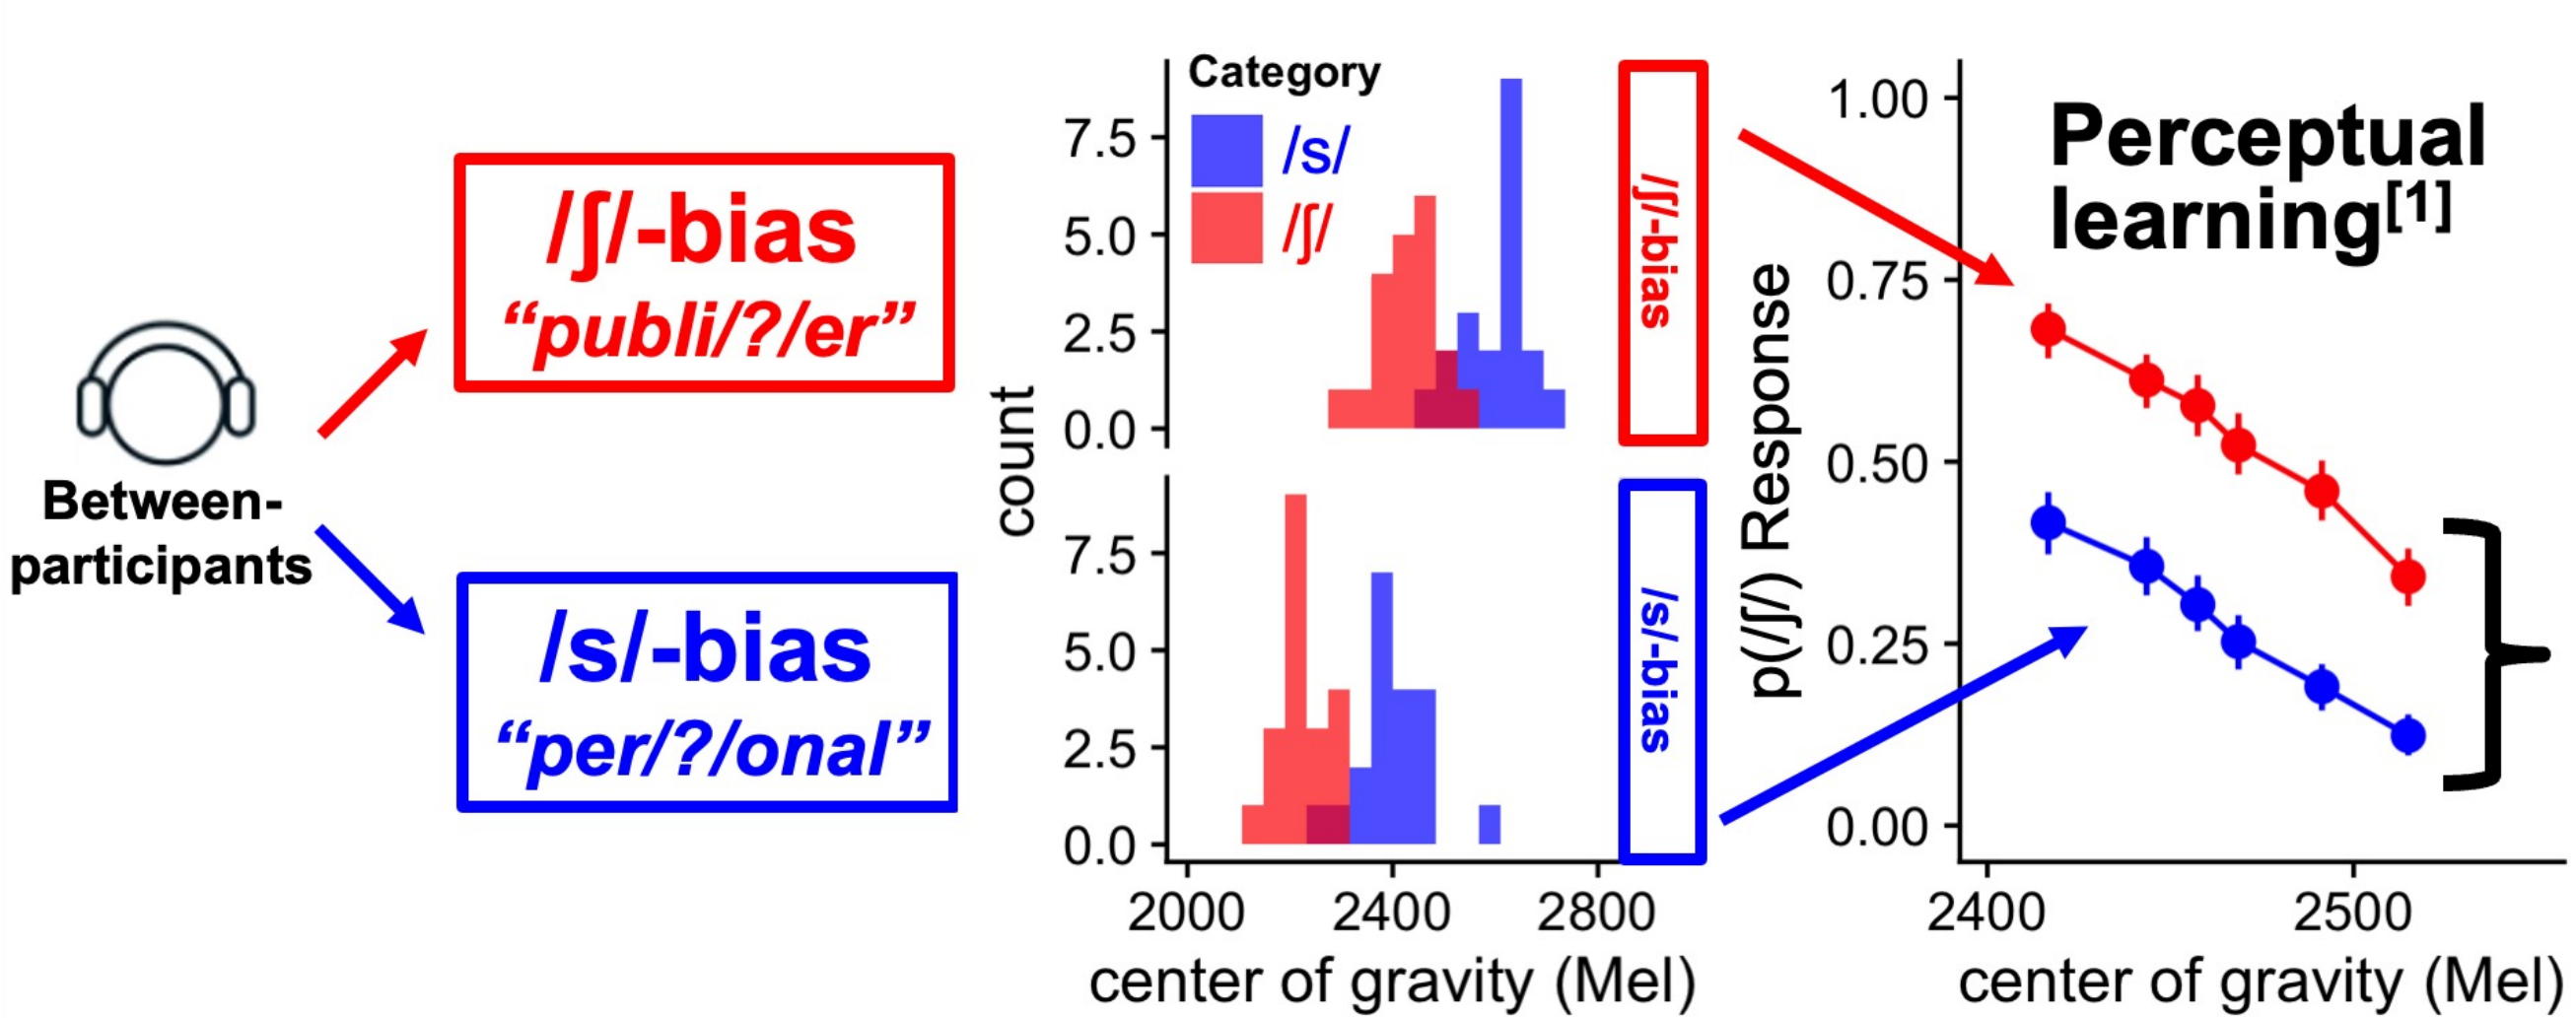 Between-
participants
/ʃ/-bias
“publi/?/er”
/s/-bias
“per/?/onal”
count
Category
/s/
/ʃ/
7.5
5.0
2.5
0.0
/ʃ/-bias
7.5
5.0
2.5
0.0
/s/-bias
2000 2400 2800
center of gravity (Mel)
p(/ʃ/) Response
1.00
0.75
0.50
0.25
0.00
Perceptual
learning[1]
2400 2500
center of gravity (Mel)